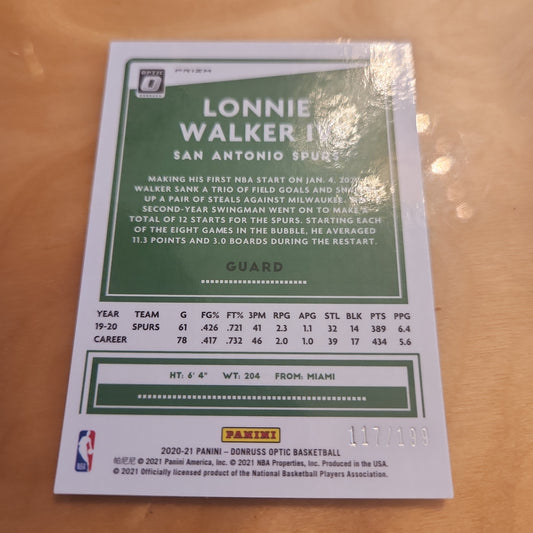 OPTIC
PRIZM
LONNIE
WALKER IV
SAN ANTONIO SPURS
MAKING HIS FIRST NBA START ON JAN. 4,
WALKER SANK A TRIO OF FIELD GOALS AND
UP A PAIR OF STEALS AGAINST MILWAUKEE.
SECOND-YEAR SWINGMAN WENT ON TO MAKE A
TOTAL OF 12 STARTS FOR THE SPURS. STARTING EACH
OF THE EIGHT GAMES IN THE BUBBLE, HE AVERAGED
11.3 POINTS AND 3.0 BOARDS DURING THE RESTART.
GUARD
YEAR TEAM G FG% FT% 3PM RPG APG STL BLK PTS PPG
19-20 SPURS 61 .426 .721 41 2.3 1.1 32 14 389 6.4
CAREER 78 .417 .732 46 2.0 1.0 39 17 434 5.6
HT: 6' 4" WT: 204 FROM: MIAMI
PANINI
117/199
2020-21 PANINI – DONRUSS OPTIC BASKETBALL
帕尼尼 © 2021 Panini America, Inc. © 2021 NBA Properties, Inc. Produced in the USA.
© 2021 Officially licensed product of the National Basketball Players Association.
NBA